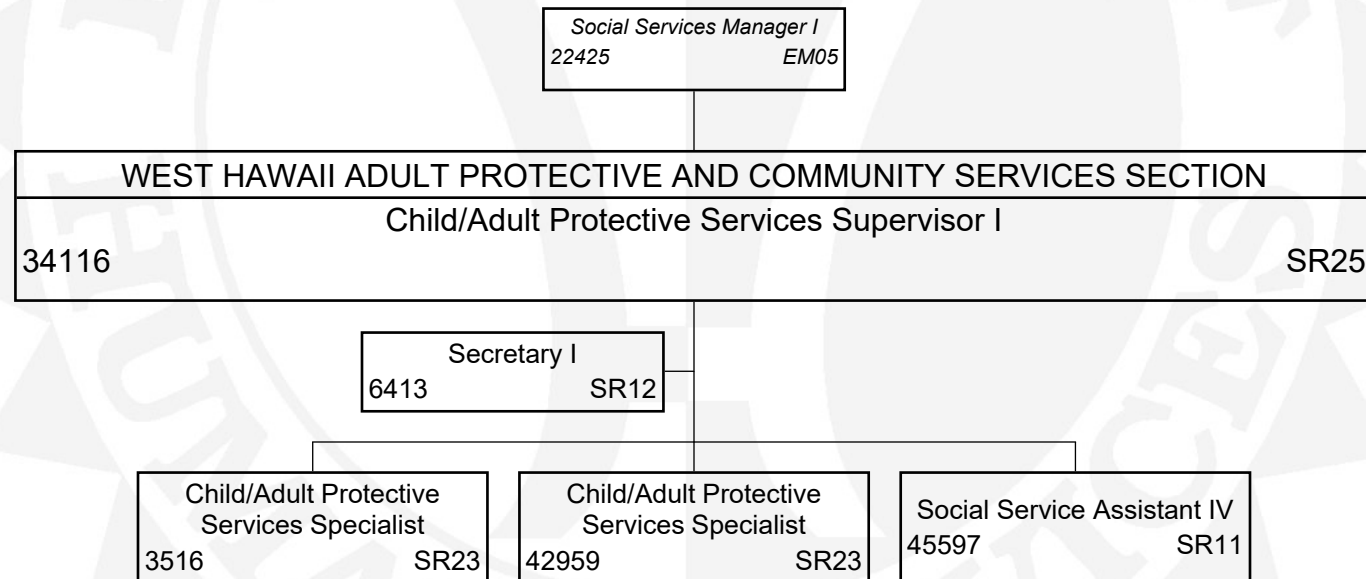 Social Services Manager I
22425 EM05
WEST HAWAII ADULT PROTECTIVE AND COMMUNITY SERVICES SECTION
Child/Adult Protective Services Supervisor I
34116 SR25
Secretary I
6413 SR12
Child/Adult Protective
Services Specialist
3516 SR23
Child/Adult Protective
Services Specialist
42959 SR23
Social Service Assistant IV
45597 SR11